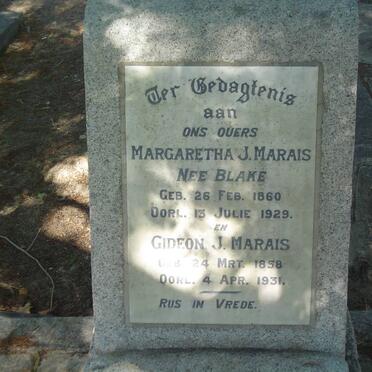 Ter Gedagtenis
aan
ONS OUERS
MARGARETHA J. MARAIS
NEE BLAKE
GEB. 26 FEB. 1860
OORL. 13 JULIE 1929.
en
GIDEON J. MARAIS
GEB. 24 MRT. 1858
OORL. 4 APR. 1931.
RUS IN VREDE.